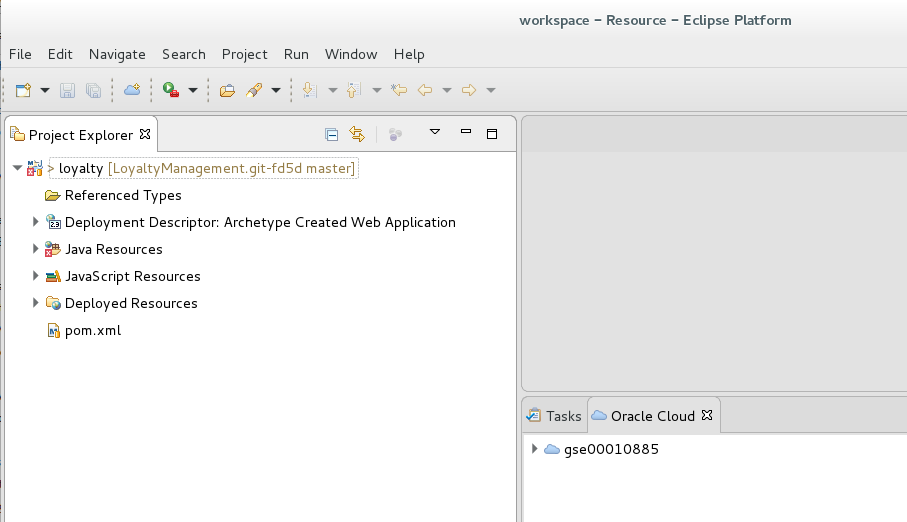 workspace – Resource – Eclipse Platform
File Edit Navigate Search Project Run Window Help
Project Explorer
> loyalty [LoyaltyManagement.git-fd5d master]
Referenced Types
2.3 Deployment Descriptor: Archetype Created Web Application
Java Resources
JavaScript Resources
Deployed Resources
pom.xml
Tasks Oracle Cloud
gse00010885